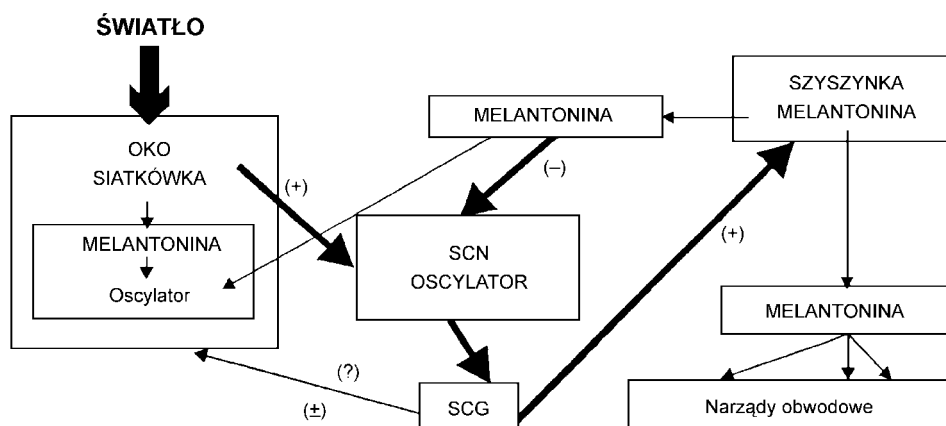 ŚWIATŁO
OKO
SIATKÓWKA
MELANTONINA
Oscylator
(+)
MELANTONINA
(–)
SCN
OSCYLATOR
SZYSZYNKA
MELANTONINA
(+)
MELANTONINA
Narządy obwodowe
(?)
(±)
SCG